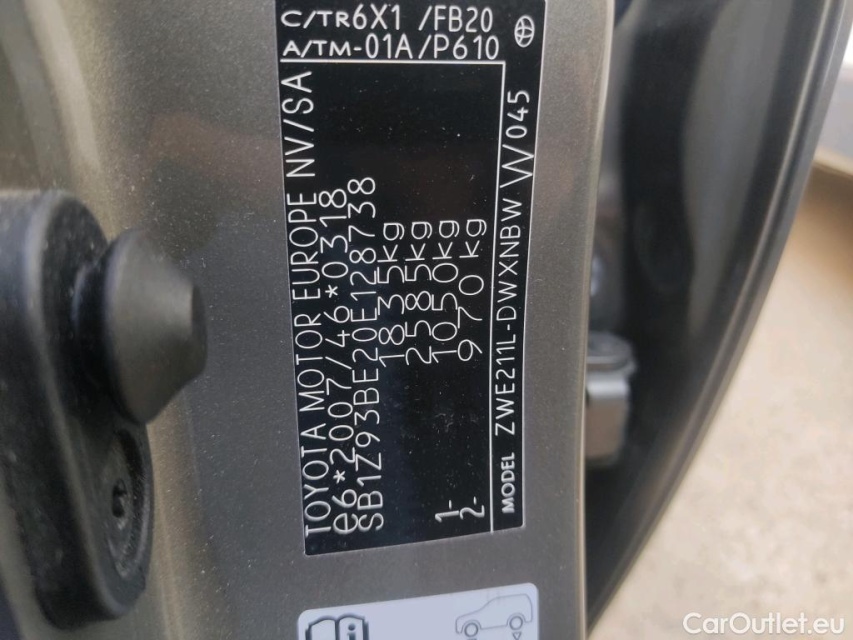 TOYOTA MOTOR EUROPE NV/SA
e6*2007/46*0318
SB1Z93BE20E128738
1835kg
2585kg
1- 1050kg
2- 970kg
MODEL ZWE211L-DWXNBW W045
C/TR6X1 /FB20
A/TM-01A/P610
CarOutlet.eu